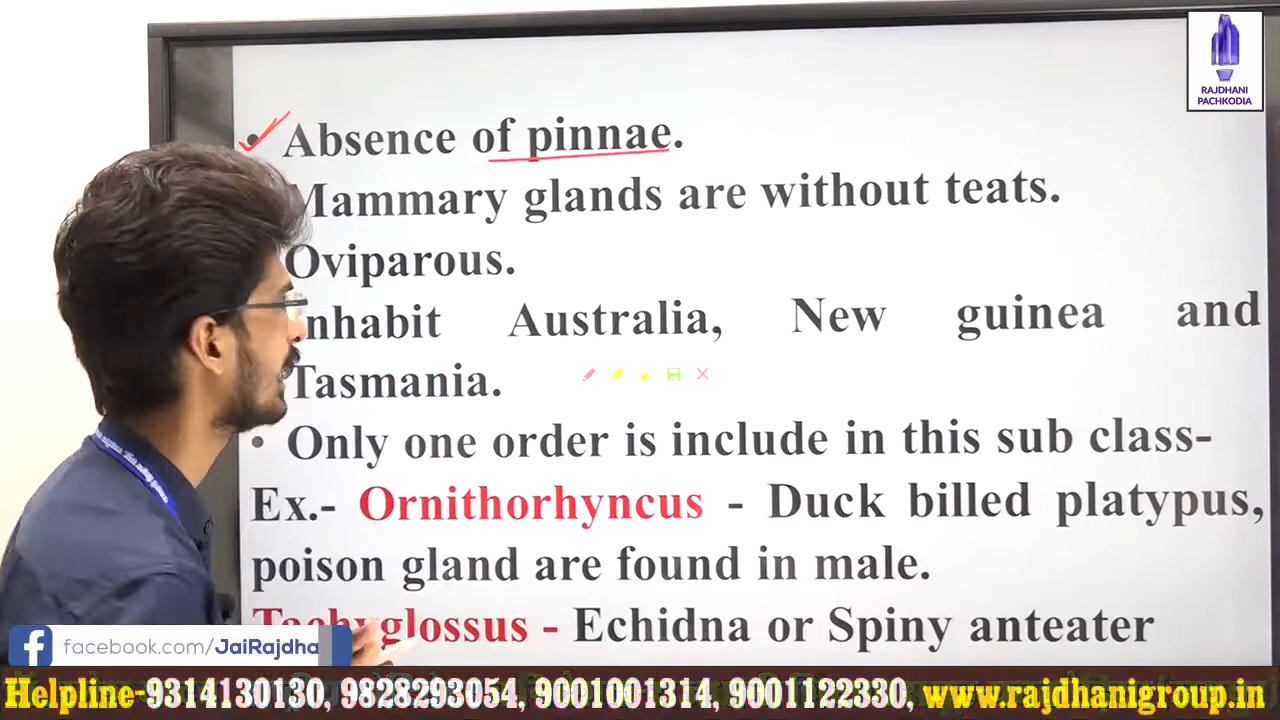 RAJDHANI
PACHKODIA
• Absence of pinnae.
Mammary glands are without teats.
Oviparous.
nhabit Australia, New guinea and
Tasmania.
• Only one order is include in this sub class-
Ex.- Ornithorhyncus - Duck billed platypus,
poison gland are found in male.
Tachyglossus - Echidna or Spiny anteater
facebook.com/JaiRajdha
Helpline-9314130130, 9828293054, 9001001314, 9001122330, www.rajdhanigroup.in